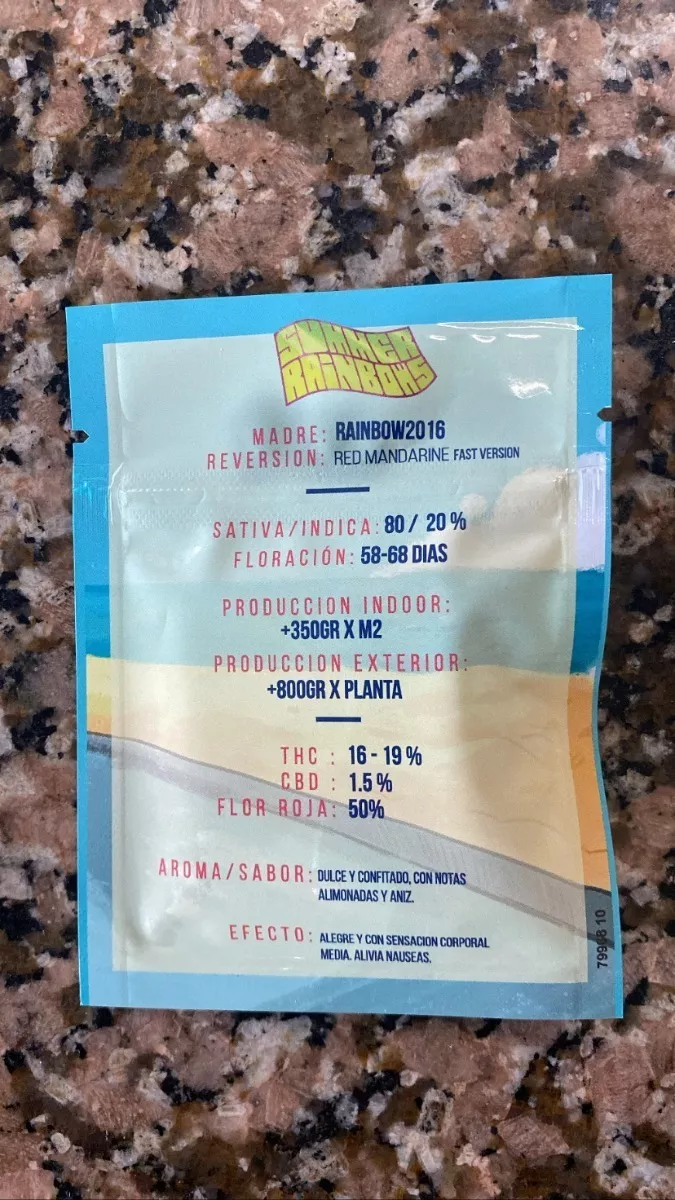 SUMMER
RAINBOWS
MADRE: RAINBOW2016
REVERSION: RED MANDARINE FAST VERSION
SATIVA/INDICA: 80 / 20 %
FLORACIÓN: 58-68 DIAS
PRODUCCION INDOOR:
+350GR X M2
PRODUCCION EXTERIOR:
+800GR X PLANTA
THC : 16 - 19 %
CBD : 1.5 %
FLOR ROJA: 50%
AROMA/SABOR: DULCE Y CONFITADO, CON NOTAS
ALIMONADAS Y ANIZ.
EFECTO: ALEGRE Y CON SENSACION CORPORAL
MEDIA. ALIVIA NAUSEAS.